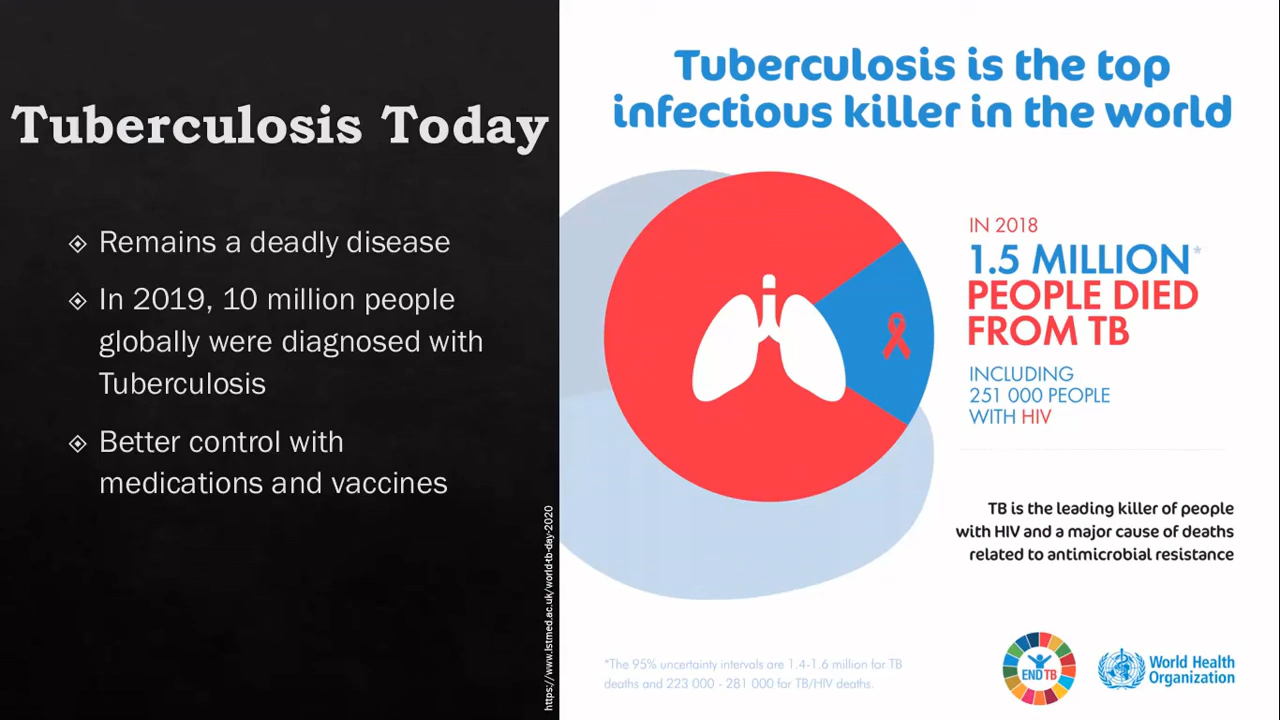 Tuberculosis Today
Remains a deadly disease
In 2019, 10 million people
globally were diagnosed with
Tuberculosis
Better control with
medications and vaccines
https://www.lstmed.ac.uk/world-tb-day-2020
Tuberculosis is the top
infectious killer in the world
IN 2018
1.5 MILLION*
PEOPLE DIED
FROM TB
INCLUDING
251 000 PEOPLE
WITH HIV
TB is the leading killer of people
with HIV and a major cause of deaths
related to antimicrobial resistance
*The 95% uncertainty intervals are 1.4-1.6 million for TB
deaths and 223 000 - 281 000 for TB/HIV deaths.
END TB
World Health
Organization